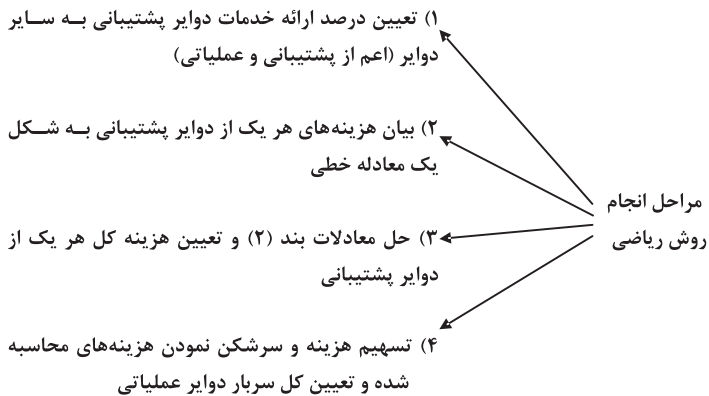 مراحل انجام
روش ریاضی
۱) تعیین درصد ارائه خدمات دوایر پشتیبانی به سایر
دوایر (اعم از پشتیبانی و عملیاتی)
۲) بیان هزینه‌های هر یک از دوایر پشتیبانی به شکل
یک معادله خطی
۳) حل معادلات بند (۲) و تعیین هزینه کل هر یک از
دوایر پشتیبانی
۴) تسهیم هزینه و سرشکن نمودن هزینه‌های محاسبه
شده و تعیین کل سربار دوایر عملیاتی